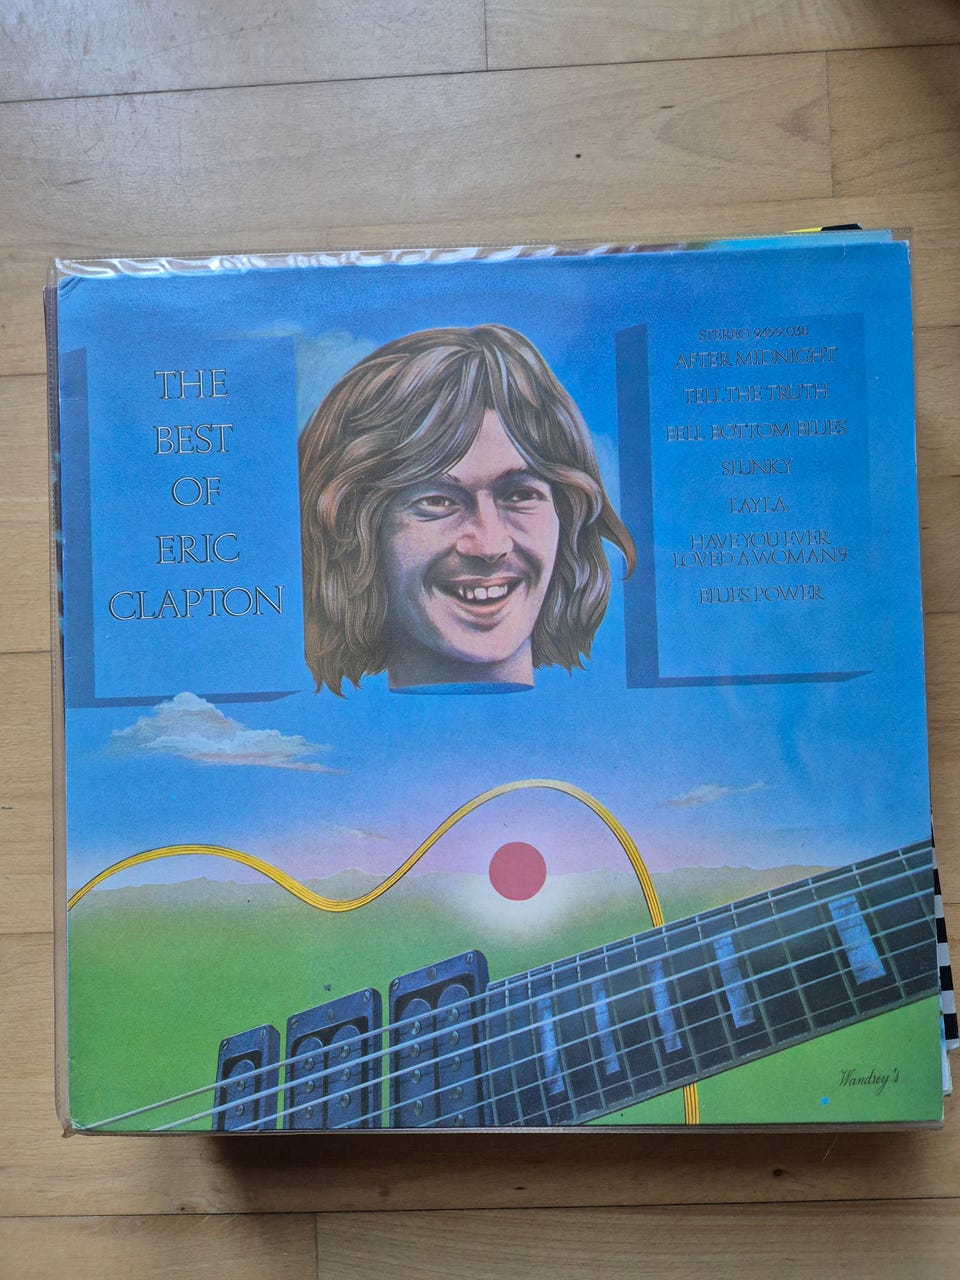 THE
BEST
OF
ERIC
CLAPTON
STEREO 2499 038
AFTER MIDNIGHT
TELL THE TRUTH
BELL BOTTOM BLUES
SLUNKY
LAYLA
HAVE YOU EVER
LOVED A WOMAN?
BLUES POWER
Wandrey's